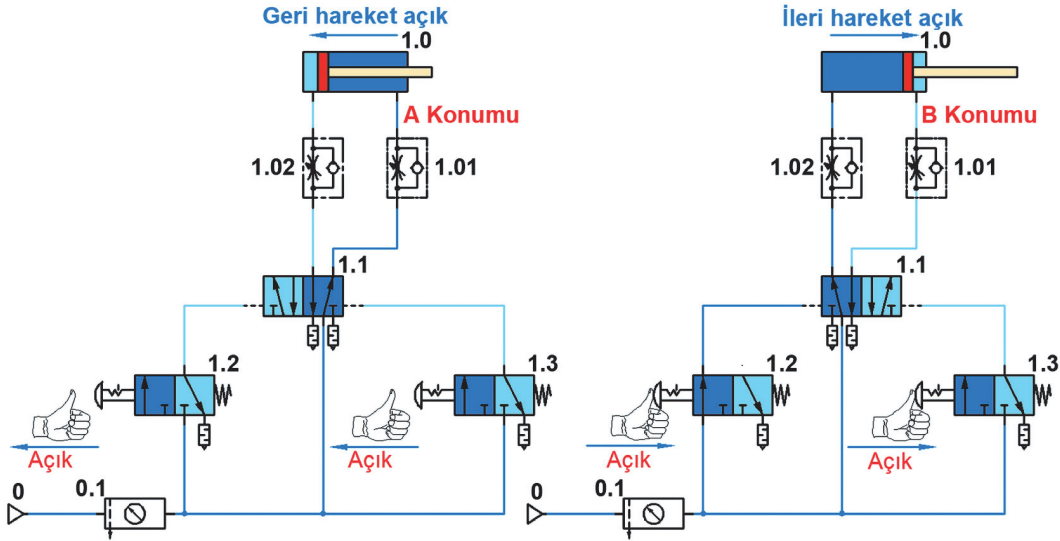 Geri hareket açık
1.0
A Konumu
1.02
1.01
1.1
1.2
1.3
Açık
Açık
0
0.1
İleri hareket açık
1.0
B Konumu
1.02
1.01
1.1
1.2
1.3
Açık
Açık
0
0.1